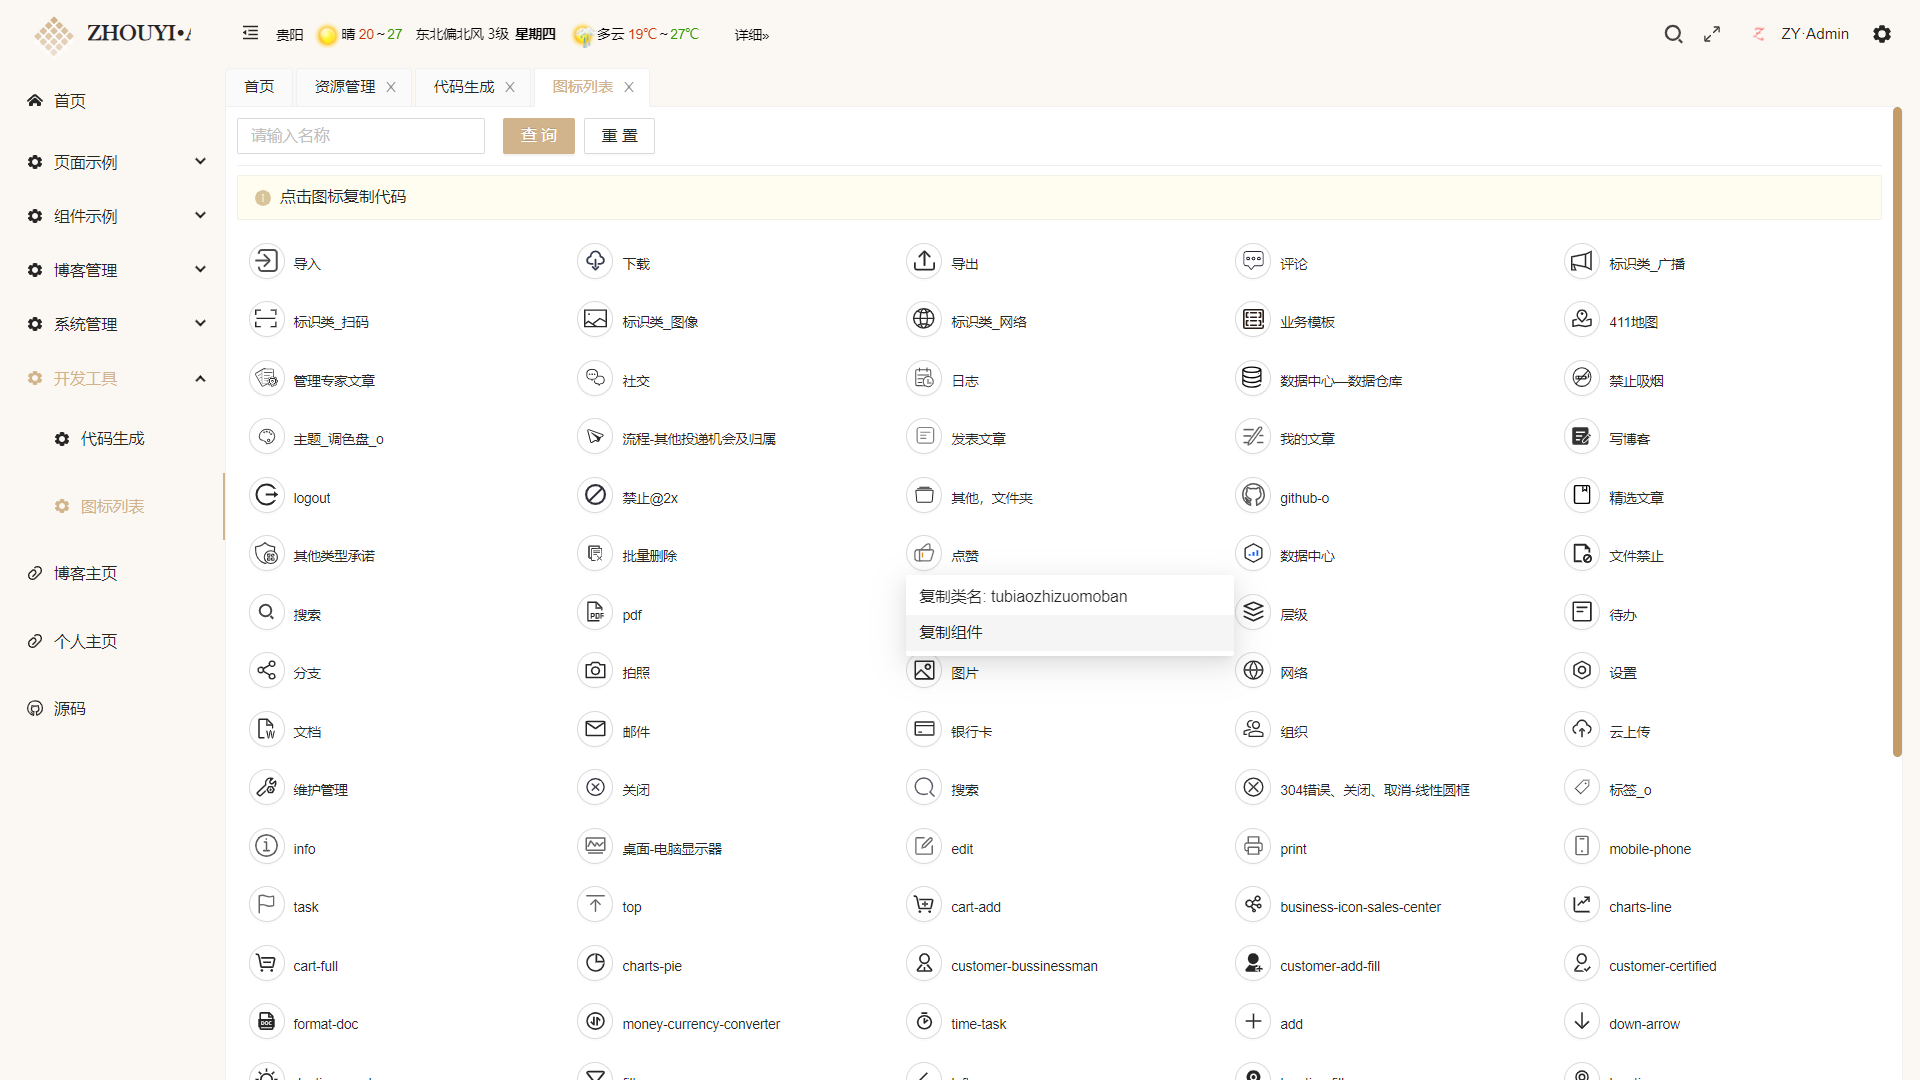 ZHOUYI•
贵阳 晴 20~27 东北偏北风 3级 星期四 多云 19℃~27℃ 详细»
ZY·Admin
首页 资源管理 代码生成 图标列表
首页
页面示例
组件示例
博客管理
系统管理
开发工具
代码生成
图标列表
博客主页
个人主页
源码
请输入名称 查 询 重 置
点击图标复制代码
导入 下载 导出 评论 标识类_广播
标识类_扫码 标识类_图像 标识类_网络 业务模板 411地图
管理专家文章 社交 日志 数据中心—数据仓库 禁止吸烟
主题_调色盘_o 流程-其他投递机会及归属 发表文章 我的文章 写博客
logout 禁止@2x 其他，文件夹 github-o 精选文章
其他类型承诺 批量删除 点赞 数据中心 文件禁止
复制类名: tubiaozhizuomoban
复制组件
搜索 pdf 层级 待办
分支 拍照 图片 网络 设置
文档 邮件 银行卡 组织 云上传
维护管理 关闭 搜索 304错误、关闭、取消-线性圆框 标签_o
info 桌面-电脑显示器 edit print mobile-phone
task top cart-add business-icon-sales-center charts-line
cart-full charts-pie customer-bussinessman customer-add-fill customer-certified
format-doc money-currency-converter time-task add down-arrow